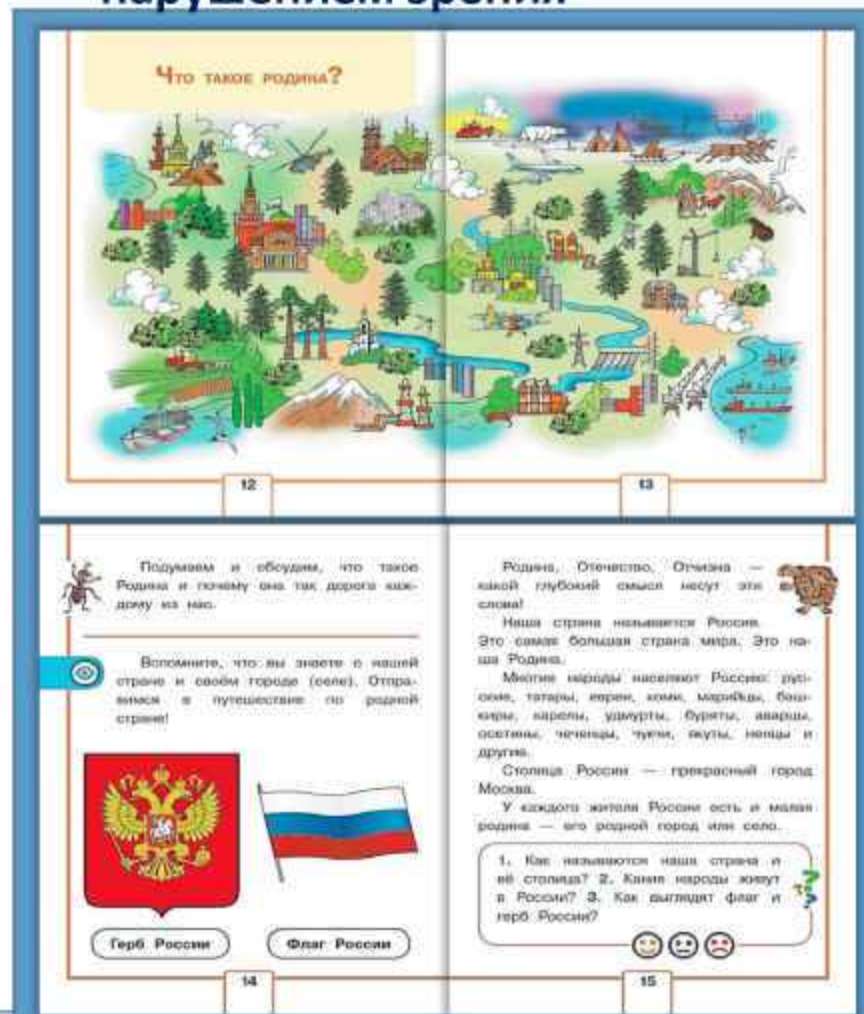 нарушением зрения
Что такое родина?
12
13
Подумаем и обсудим, что такое
Родина и почему она так дорога каж-
дому из нас.
Вспомните, что вы знаете о нашей
стране и своём городе (селе). Отпра-
вимся в путешествие по родной
стране!
Герб России
Флаг России
14
Родина, Отечество, Отчизна —
какой глубокий смысл несут эти
слова!
Наша страна называется Россия.
Это самая большая страна мира. Это на-
ша Родина.
Многие народы населяют Россию: рус-
ские, татары, евреи, коми, марийцы, баш-
киры, карелы, удмурты, буряты, аварцы,
осетины, чеченцы, чукчи, якуты, ненцы и
другие.
Столица России — прекрасный город
Москва.
У каждого жителя России есть и малая
родина — его родной город или село.
1. Как называются наша страна и
её столица? 2. Какие народы живут
в России? 3. Как выглядят флаг и
герб России?
15